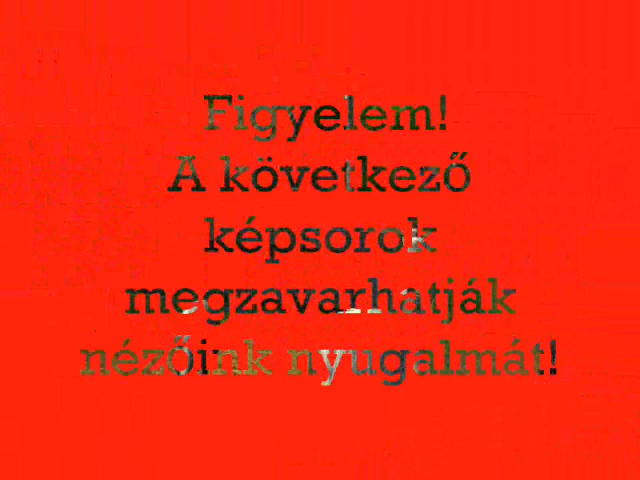 Figyelem!
A következő
képsorok
megzavarhatják
nézőink nyugalmát!